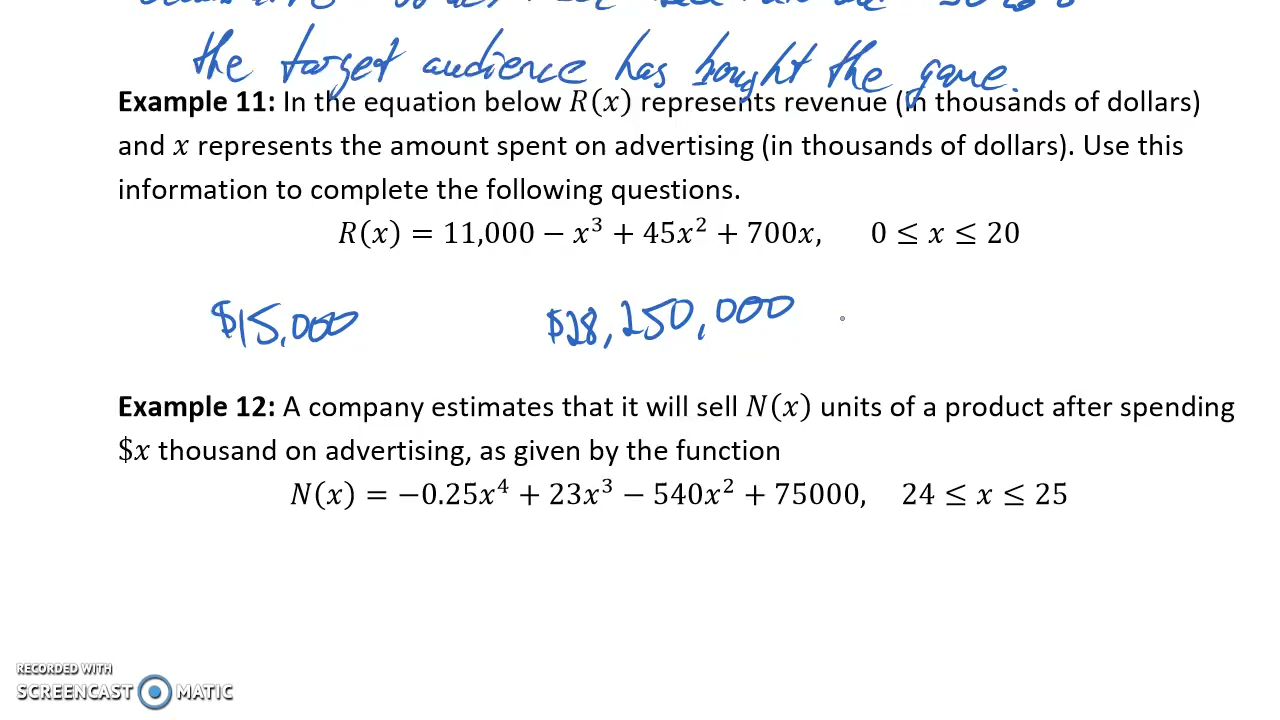 the target audience has bought the game.
Example 11: In the equation below R(x) represents revenue (in thousands of dollars)
and x represents the amount spent on advertising (in thousands of dollars). Use this
information to complete the following questions.
R(x) = 11,000 − x³ + 45x² + 700x, 0 ≤ x ≤ 20
$15,000 $28,250,000
Example 12: A company estimates that it will sell N(x) units of a product after spending
$x thousand on advertising, as given by the function
N(x) = −0.25x⁴ + 23x³ − 540x² + 75000, 24 ≤ x ≤ 25
RECORDED WITH
SCREENCAST MATIC